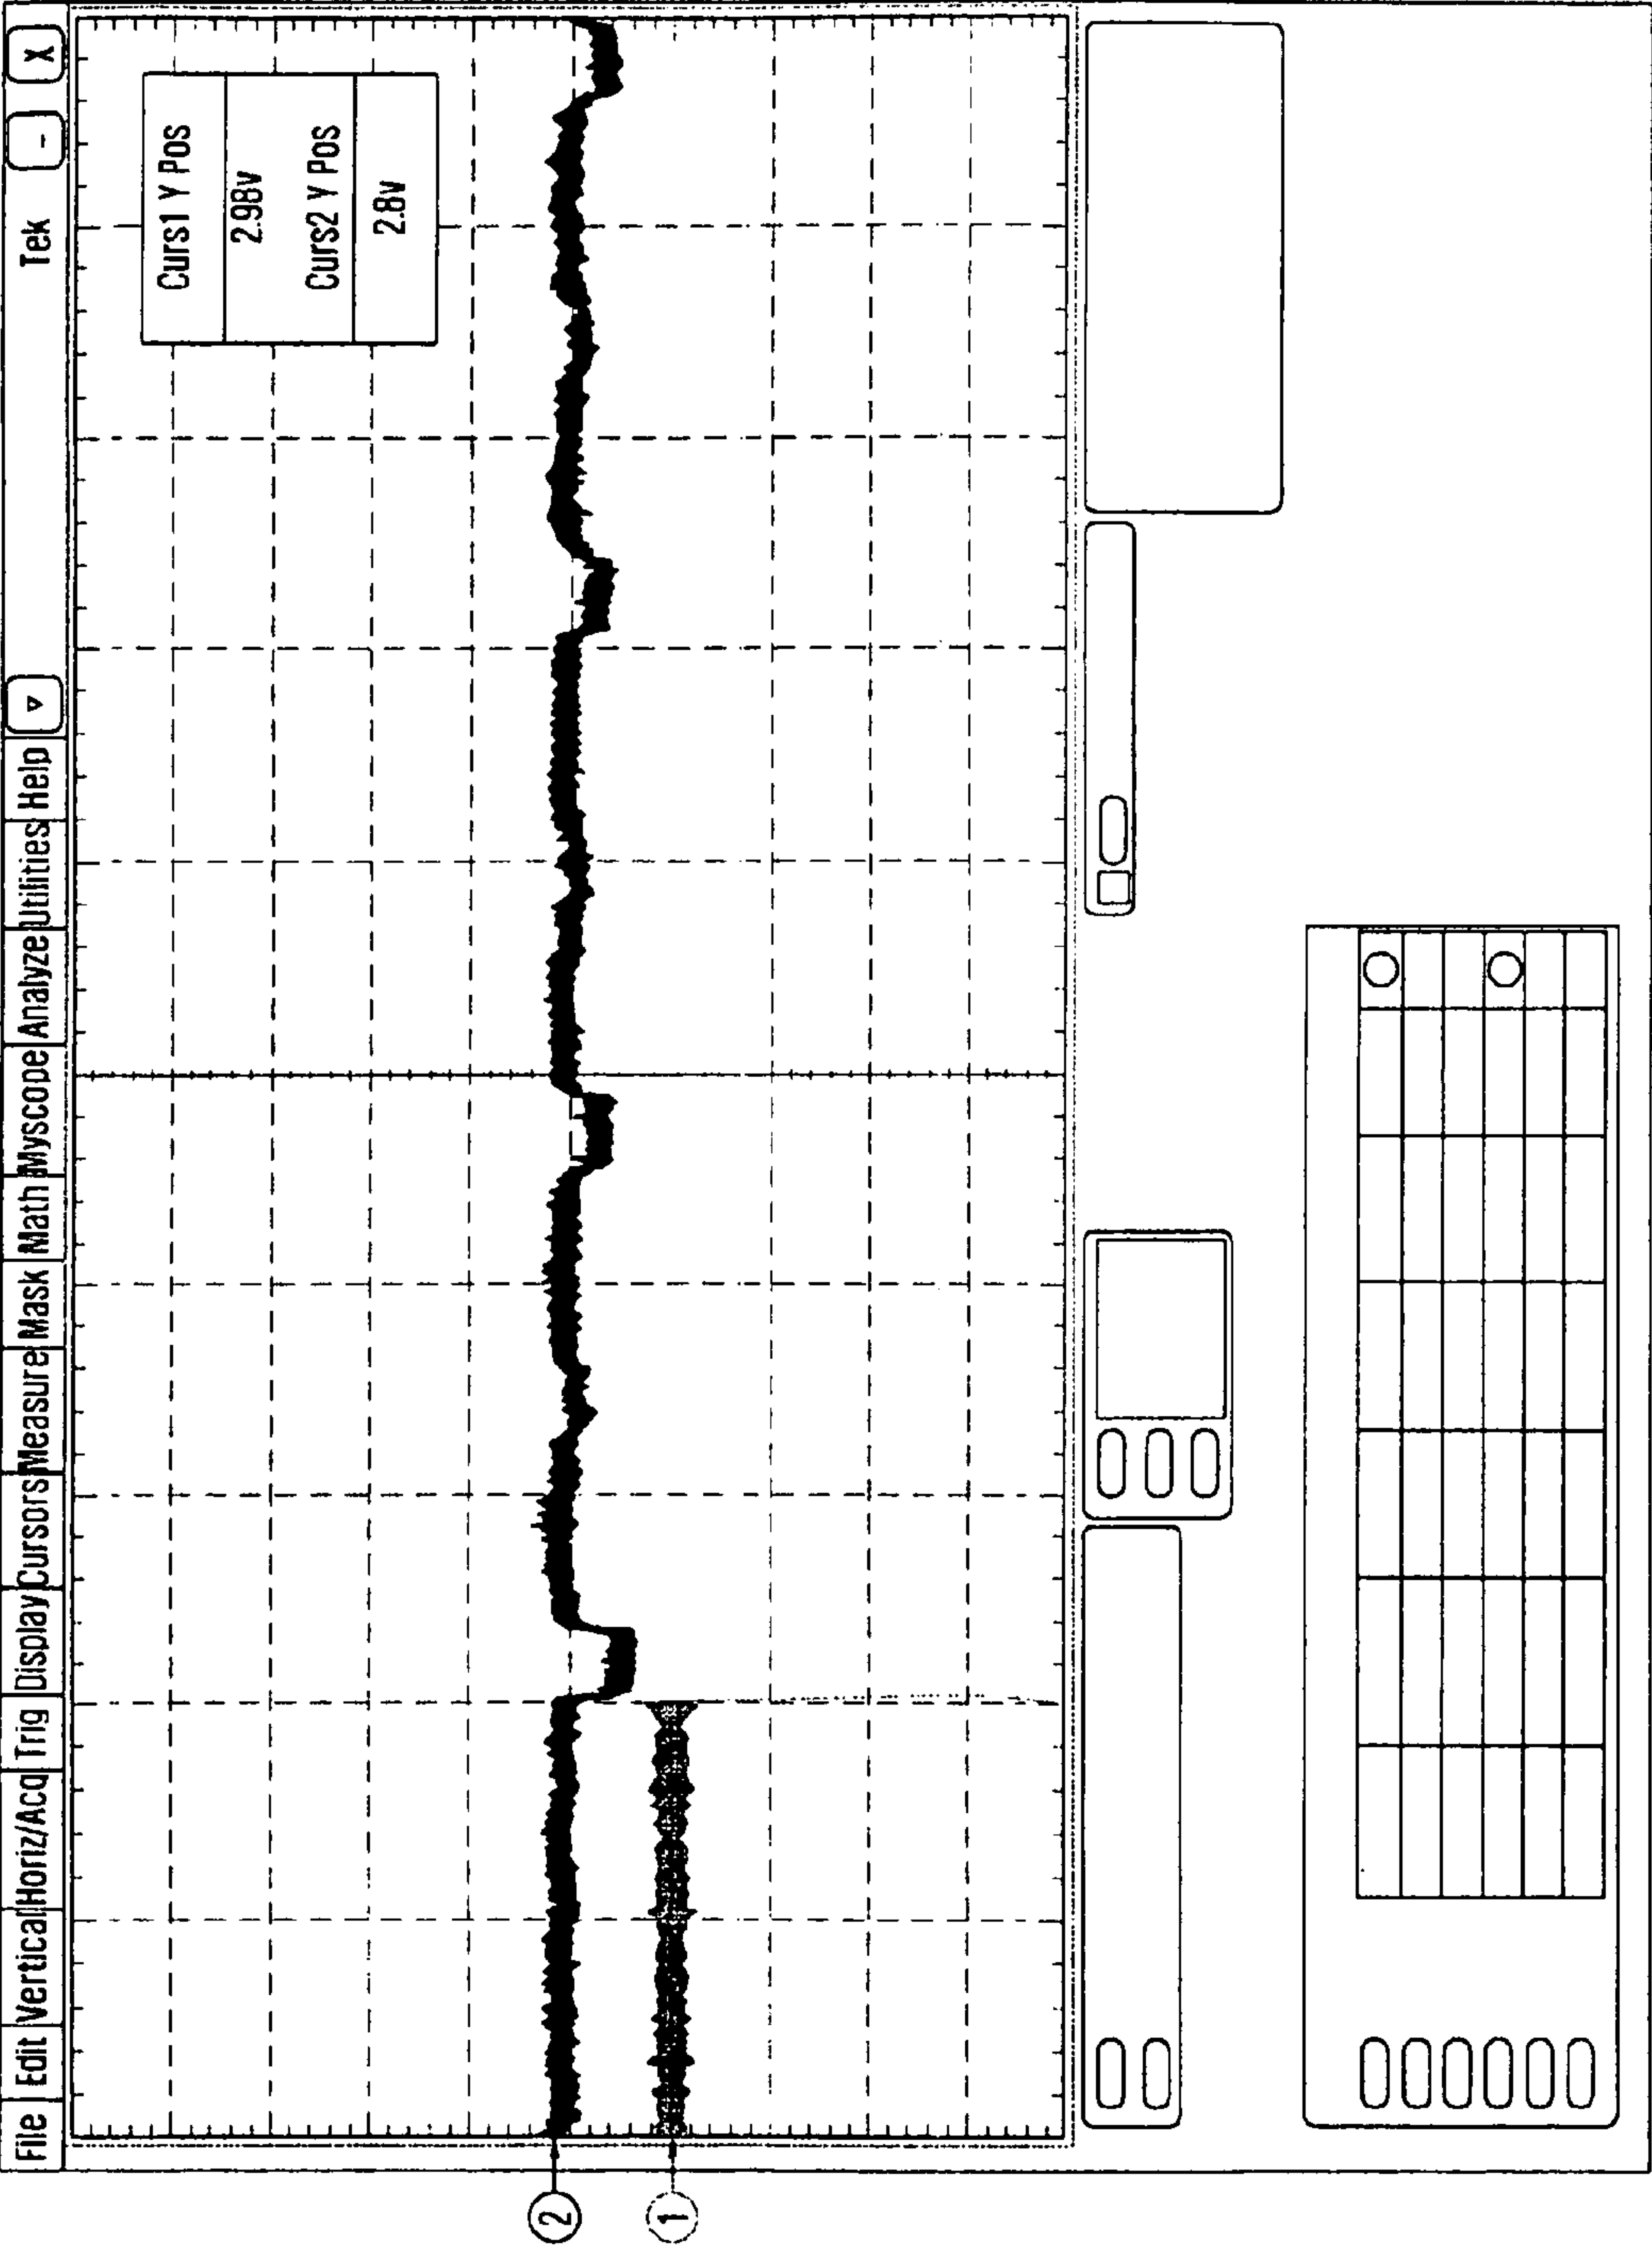 File Edit Vertical Horiz/Acq Trig Display Cursors Measure Mask Math Myscope Analyze Utilities Help ▽ Tek - X
Curs1 Y Pos
2.98v
Curs2 Y Pos
2.8v
2
1